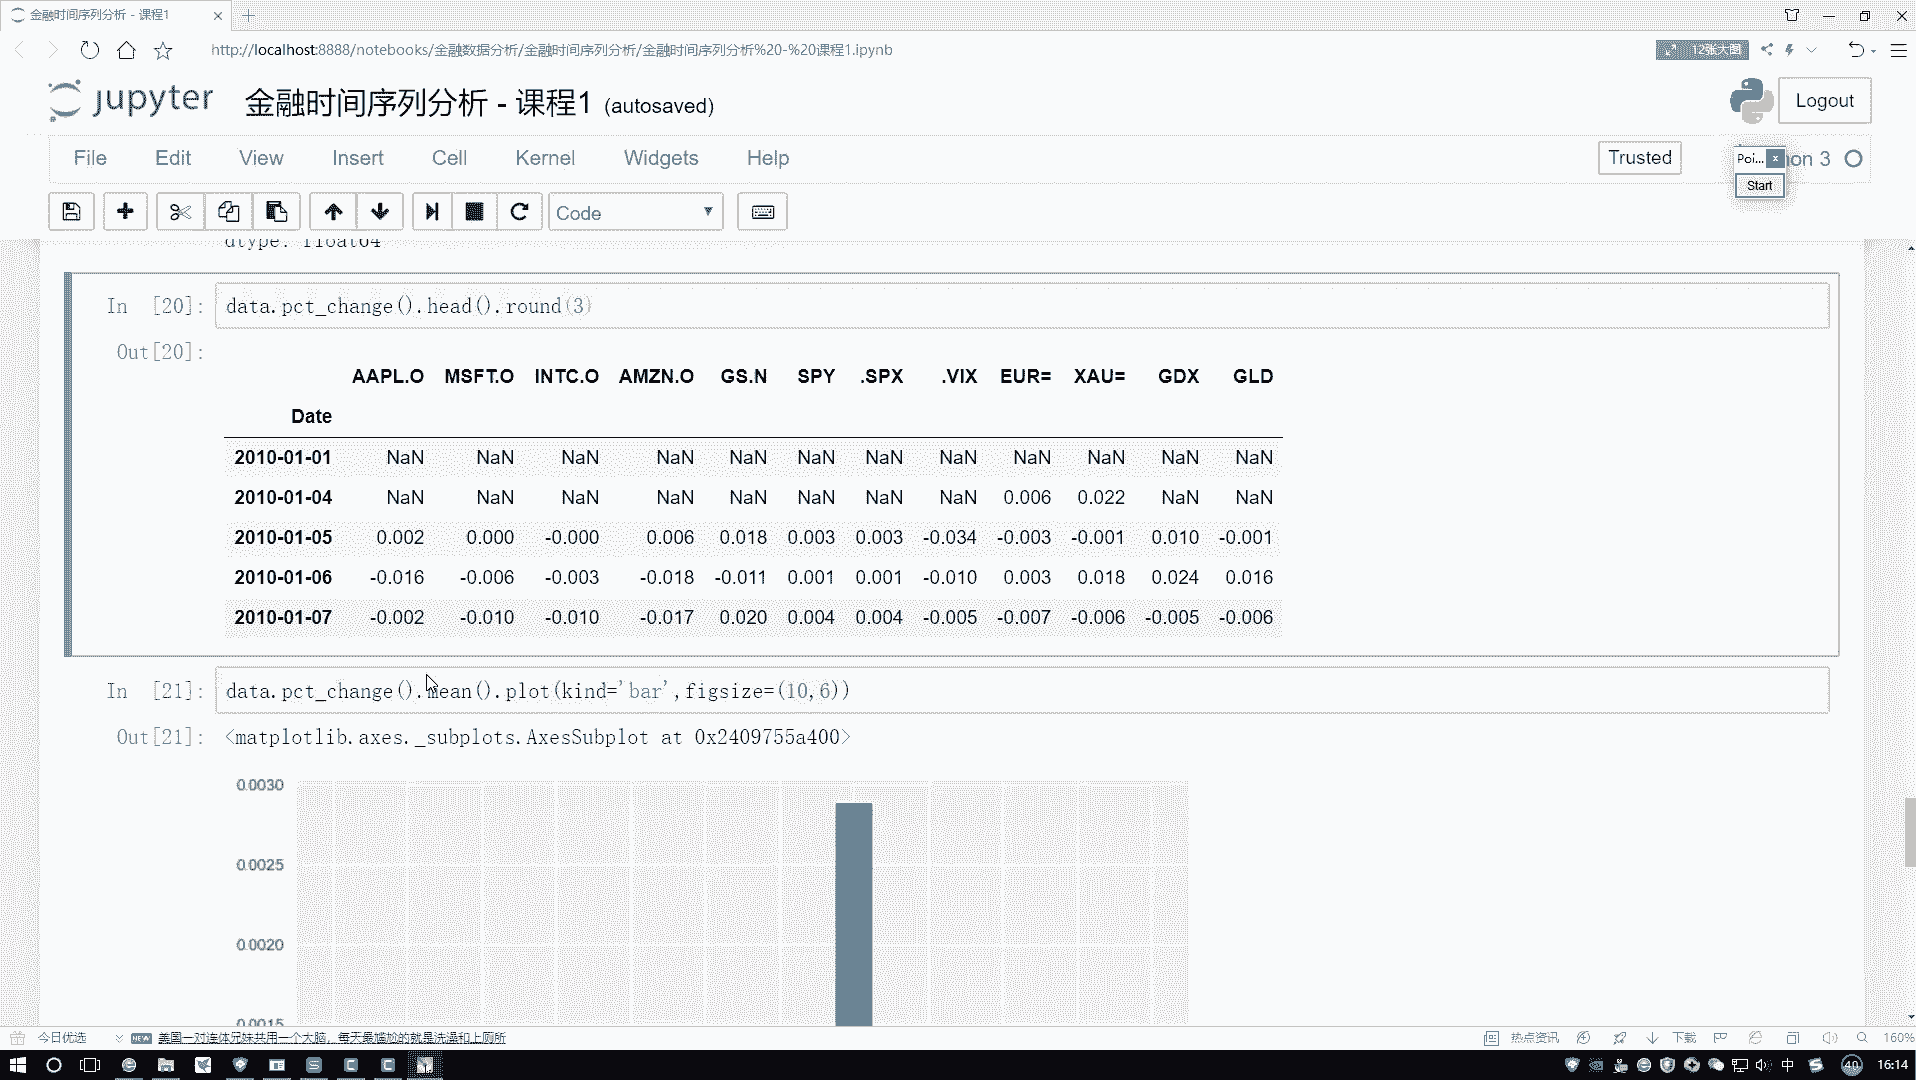 金融时间序列分析 - 课程1
http://localhost:8888/notebooks/金融数据分析/金融时间序列分析/金融时间序列分析%20-%20课程1.ipynb
12张大图
jupyter 金融时间序列分析 - 课程1 (autosaved)
Logout
File Edit View Insert Cell Kernel Widgets Help
Trusted
Poi... x on 3
Start
Code
dtype: float64
In [20]: data.pct_change().head().round(3)
Out[20]:
AAPL.O MSFT.O INTC.O AMZN.O GS.N SPY .SPX .VIX EUR= XAU= GDX GLD
Date
2010-01-01 NaN NaN NaN NaN NaN NaN NaN NaN NaN NaN NaN NaN
2010-01-04 NaN NaN NaN NaN NaN NaN NaN NaN 0.006 0.022 NaN NaN
2010-01-05 0.002 0.000 -0.000 0.006 0.018 0.003 0.003 -0.034 -0.003 -0.001 0.010 -0.001
2010-01-06 -0.016 -0.006 -0.003 -0.018 -0.011 0.001 0.001 -0.010 0.003 0.018 0.024 0.016
2010-01-07 -0.002 -0.010 -0.010 -0.017 0.020 0.004 0.004 -0.005 -0.007 -0.006 -0.005 -0.006
In [21]: data.pct_change().mean().plot(kind='bar',figsize=(10,6))
Out[21]: <matplotlib.axes._subplots.AxesSubplot at 0x2409755a400>
0.0030
0.0025
0.0020
0.0015
今日优选 NEW 美国一对连体兄妹共用一个大脑，每天最尴尬的就是洗澡和上厕所
热点资讯 下载 160%
中 40 16:14